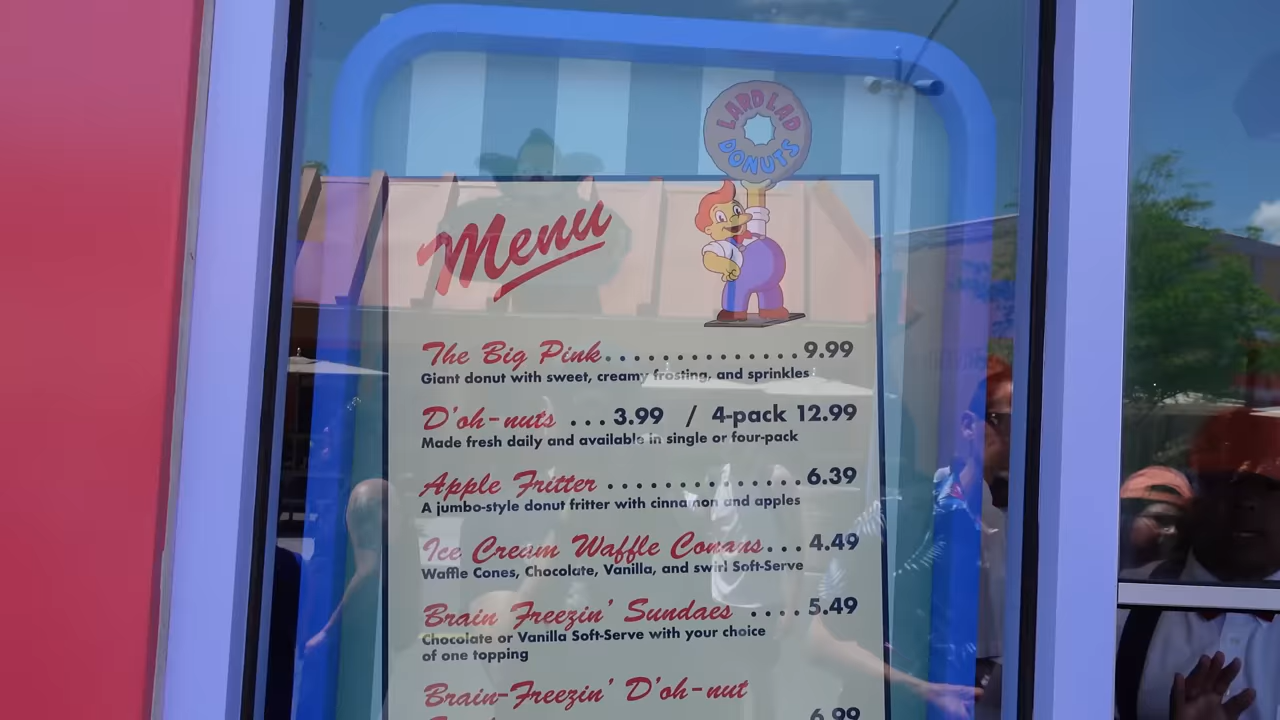 LARD LAD
DONUTS
Menu
The Big Pink. . . . . . . . . . . . . .9.99
Giant donut with sweet, creamy frosting, and sprinkles
D'oh-nuts . . . 3.99 / 4-pack 12.99
Made fresh daily and available in single or four-pack
Apple Fritter . . . . . . . . . . . . . .6.39
A jumbo-style donut fritter with cinnamon and apples
Ice Cream Waffle Conans. . . 4.49
Waffle Cones, Chocolate, Vanilla, and swirl Soft-Serve
Brain Freezin' Sundaes . . . . 5.49
Chocolate or Vanilla Soft-Serve with your choice
of one topping
Brain-Freezin' D'oh-nut
6.99